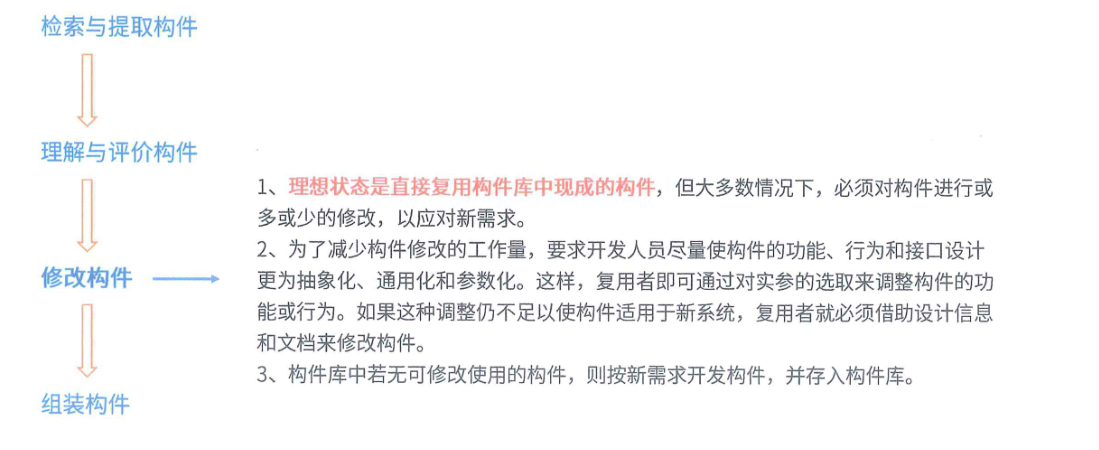 检索与提取构件
理解与评价构件
1、理想状态是直接复用构件库中现成的构件，但大多数情况下，必须对构件进行或
多或少的修改，以应对新需求。
2、为了减少构件修改的工作量，要求开发人员尽量使构件的功能、行为和接口设计
修改构件
更为抽象化、通用化和参数化。这样，复用者即可通过对实参的选取来调整构件的功
能或行为。如果这种调整仍不足以使构件适用于新系统，复用者就必须借助设计信息
和文档来修改构件。
3、构件库中若无可修改使用的构件，则按新需求开发构件，并存入构件库。
组装构件